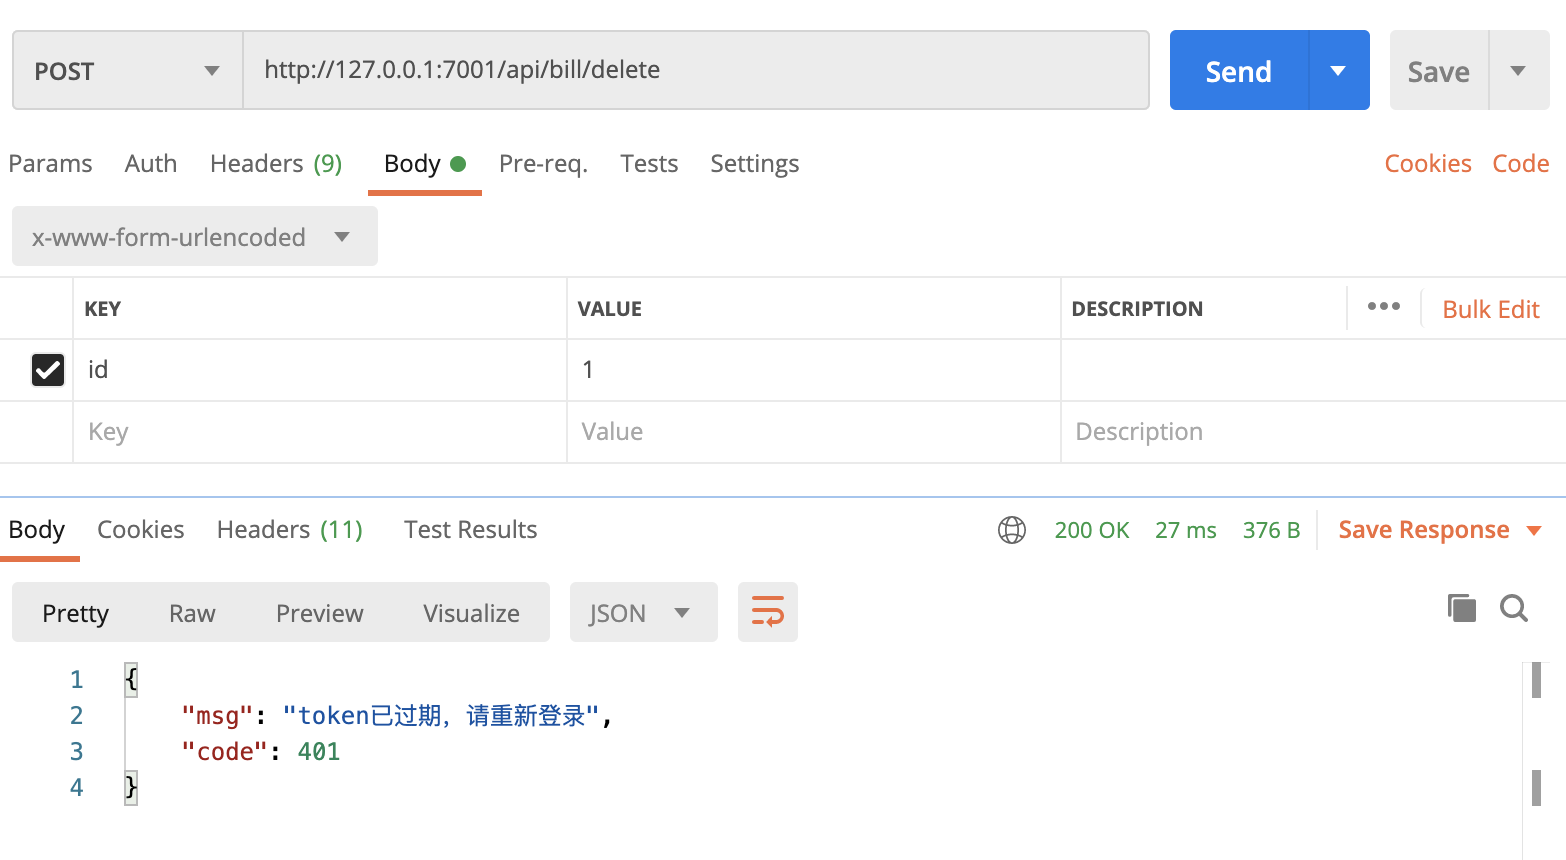 POST http://127.0.0.1:7001/api/bill/delete Send Save
Params Auth Headers (9) Body Pre-req. Tests Settings Cookies Code
x-www-form-urlencoded
KEY VALUE DESCRIPTION ••• Bulk Edit
id 1
Key Value Description
Body Cookies Headers (11) Test Results 200 OK 27 ms 376 B Save Response
Pretty Raw Preview Visualize JSON
1 {
2 "msg": "token已过期，请重新登录",
3 "code": 401
4 }